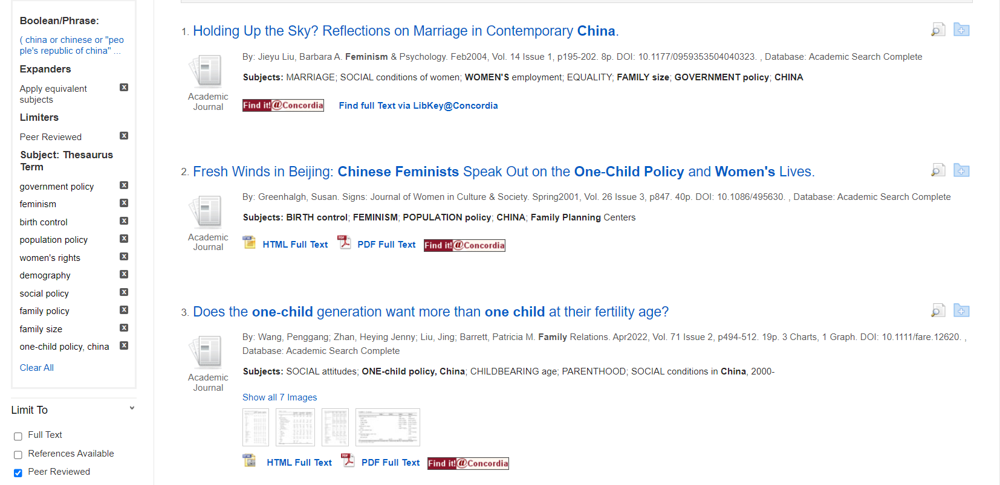 Boolean/Phrase:
( china or chinese or "peo
ple's republic of china" ...
Expanders
Apply equivalent
subjects
Limiters
Peer Reviewed
Subject: Thesaurus
Term
government policy
feminism
birth control
population policy
women's rights
demography
social policy
family policy
family size
one-child policy, china
Clear All
Limit To
Full Text
References Available
Peer Reviewed
1. Holding Up the Sky? Reflections on Marriage in Contemporary China.
By: Jieyu Liu, Barbara A. Feminism & Psychology. Feb2004, Vol. 14 Issue 1, p195-202. 8p. DOI: 10.1177/0959353504040323. , Database: Academic Search Complete
Subjects: MARRIAGE; SOCIAL conditions of women; WOMEN'S employment; EQUALITY; FAMILY size; GOVERNMENT policy; CHINA
Academic
Journal
Find it!@Concordia Find full Text via LibKey@Concordia
2. Fresh Winds in Beijing: Chinese Feminists Speak Out on the One-Child Policy and Women's Lives.
By: Greenhalgh, Susan. Signs: Journal of Women in Culture & Society. Spring2001, Vol. 26 Issue 3, p847. 40p. DOI: 10.1086/495630. , Database: Academic Search Complete
Subjects: BIRTH control; FEMINISM; POPULATION policy; CHINA; Family Planning Centers
Academic
Journal
HTML Full Text PDF Full Text Find it!@Concordia
3. Does the one-child generation want more than one child at their fertility age?
By: Wang, Penggang; Zhan, Heying Jenny; Liu, Jing; Barrett, Patricia M. Family Relations. Apr2022, Vol. 71 Issue 2, p494-512. 19p. 3 Charts, 1 Graph. DOI: 10.1111/fare.12620. ,
Database: Academic Search Complete
Subjects: SOCIAL attitudes; ONE-child policy, China; CHILDBEARING age; PARENTHOOD; SOCIAL conditions in China, 2000-
Academic
Journal
Show all 7 Images
HTML Full Text PDF Full Text Find it!@Concordia